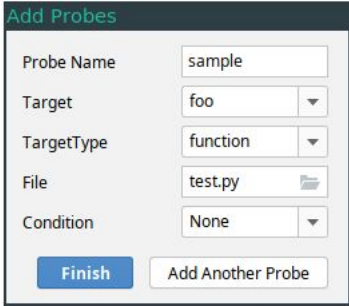 Add Probes
Probe Name sample
Target foo
TargetType function
File test.py
Condition None
Finish Add Another Probe